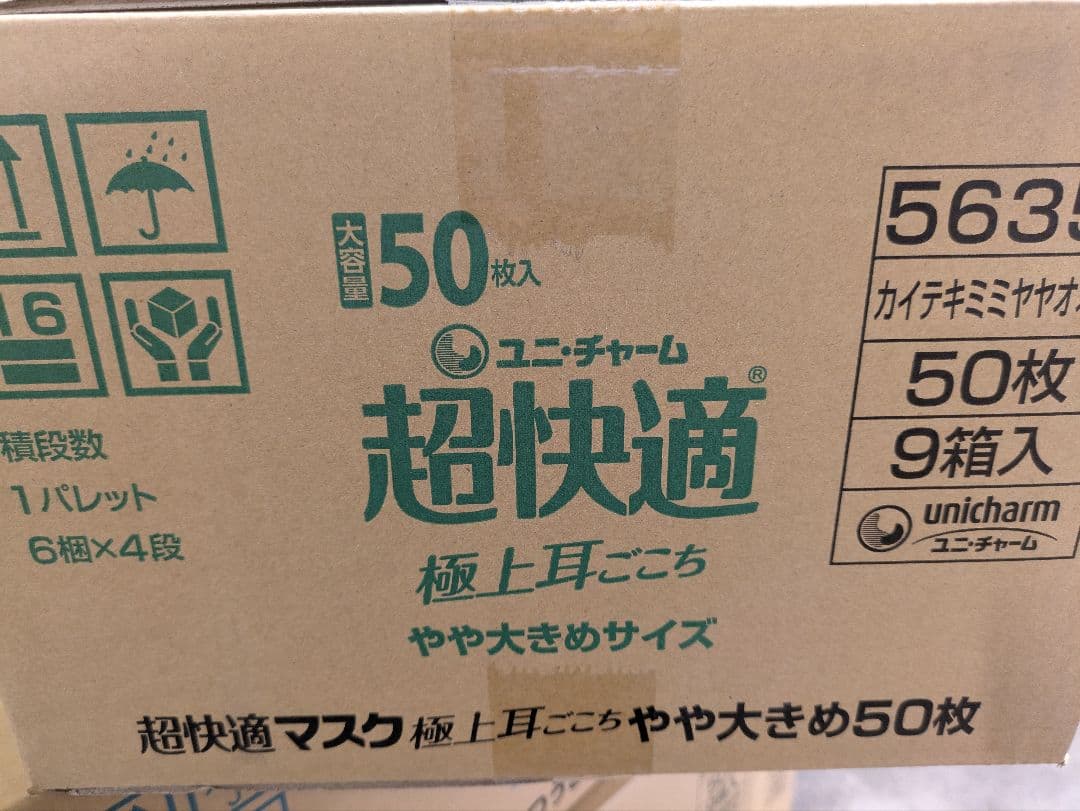 大容量50枚入
ユニ・チャーム
超快適®
極上耳ごこち
やや大きめサイズ
超快適マスク極上耳ごこちやや大きめ50枚
16
積段数
1パレット
6梱×4段
5635
カイテキミミヤヤオ
50枚
9箱入
unicharm
ユニ・チャーム